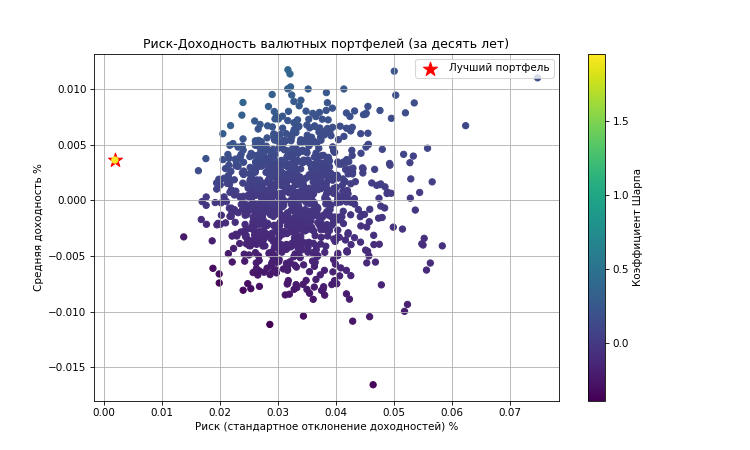 Риск-Доходность валютных портфелей (за десять лет)
Лучший портфель
0.010
0.005
0.000
−0.005
−0.010
−0.015
Средняя доходность %
0.00 0.01 0.02 0.03 0.04 0.05 0.06 0.07
Риск (стандартное отклонение доходностей) %
1.5
1.0
0.5
0.0
Коэффициент Шарпа